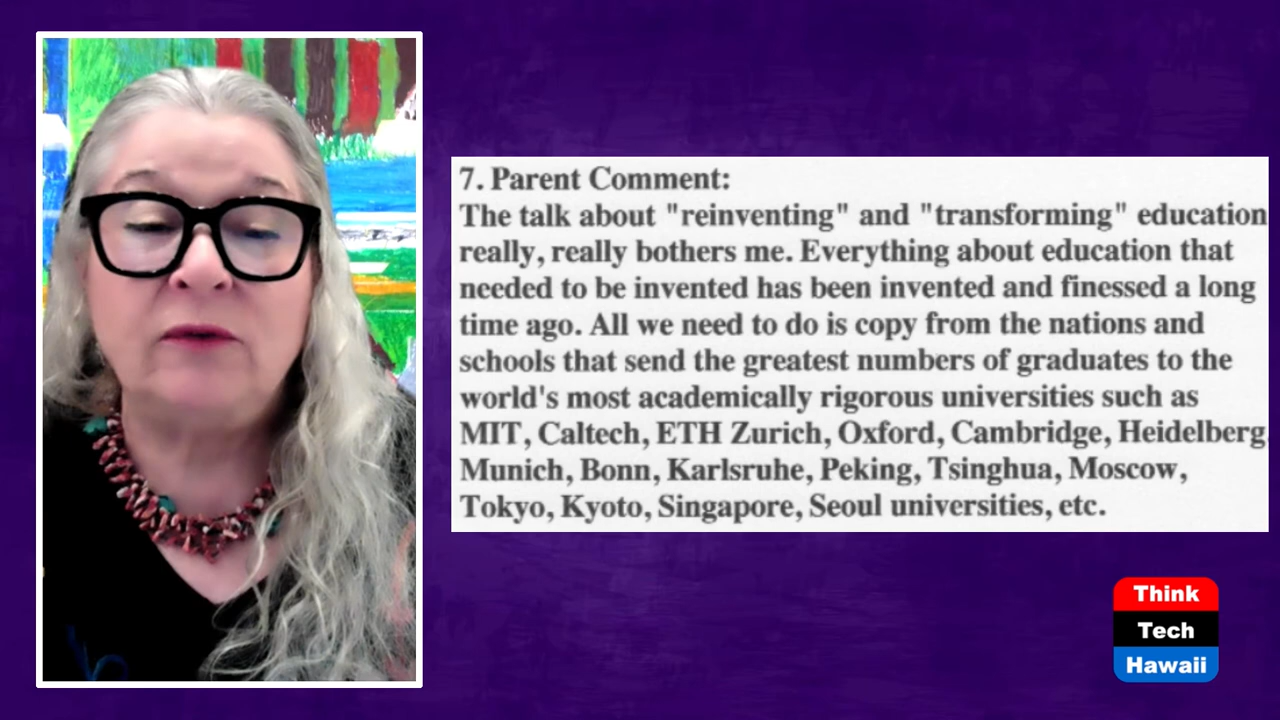 7. Parent Comment:
The talk about "reinventing" and "transforming" education
really, really bothers me. Everything about education that
needed to be invented has been invented and finessed a long
time ago. All we need to do is copy from the nations and
schools that send the greatest numbers of graduates to the
world's most academically rigorous universities such as
MIT, Caltech, ETH Zurich, Oxford, Cambridge, Heidelberg,
Munich, Bonn, Karlsruhe, Peking, Tsinghua, Moscow,
Tokyo, Kyoto, Singapore, Seoul universities, etc.
Think
Tech
Hawaii